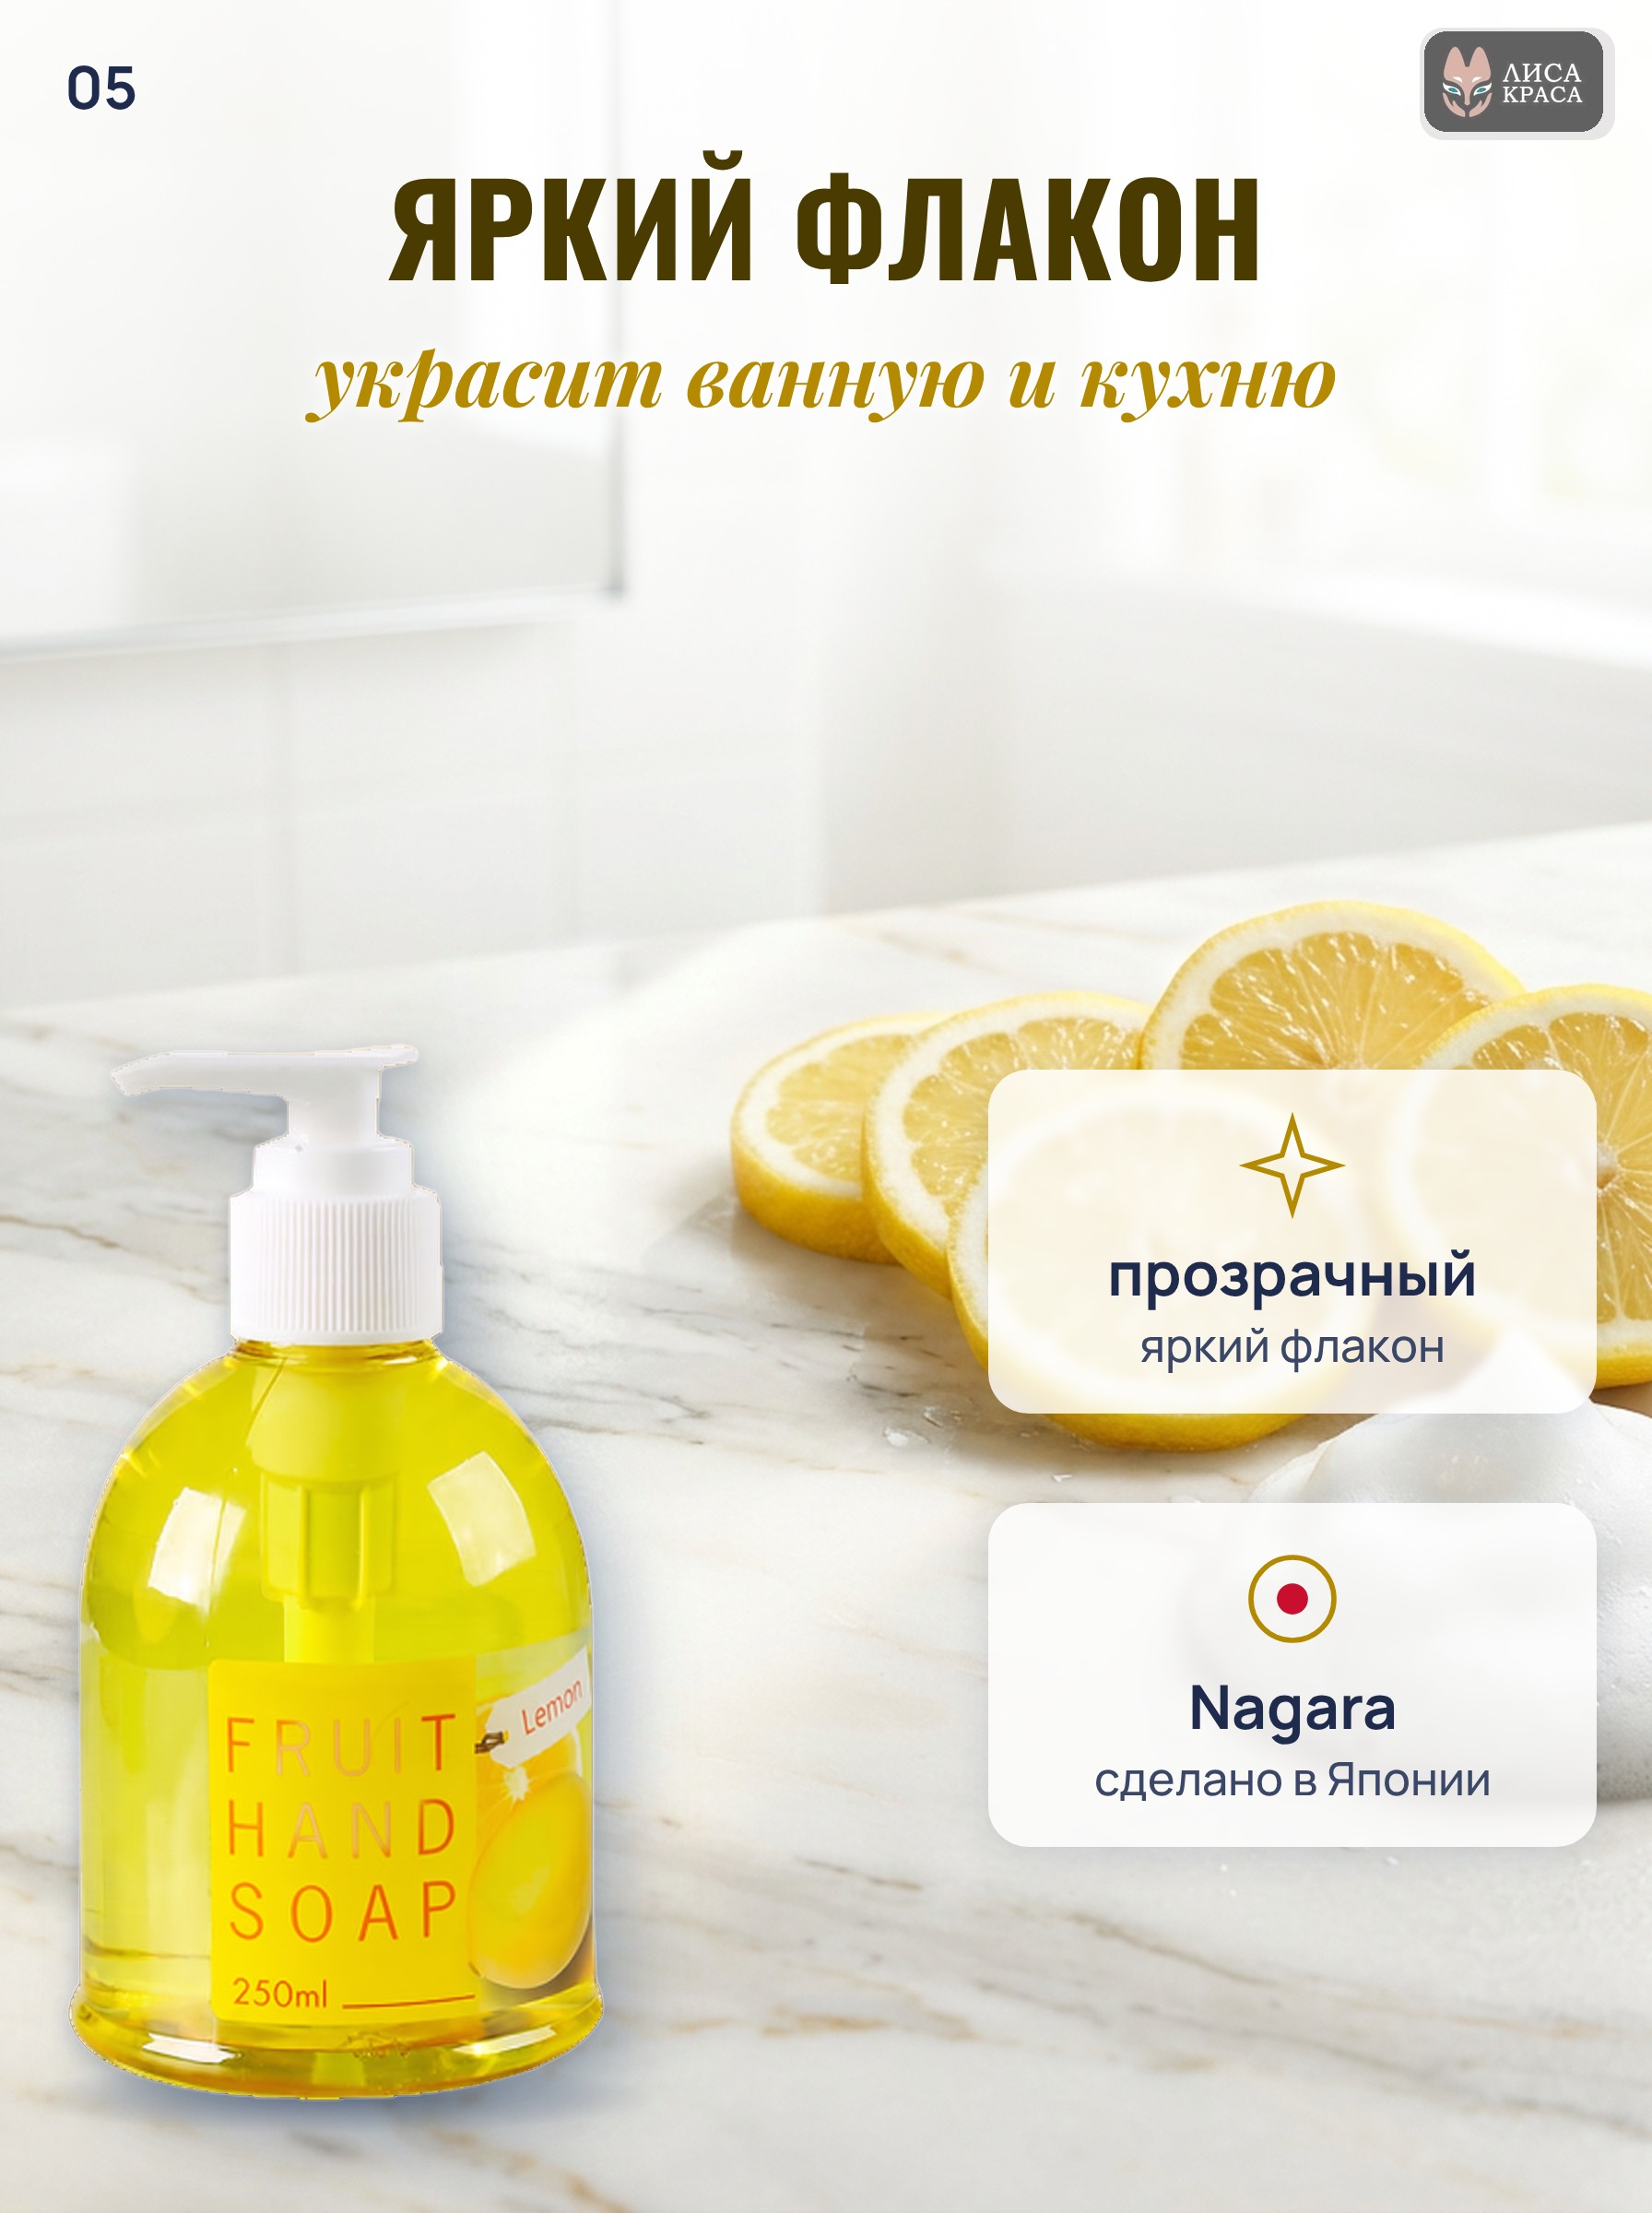 05
ЛИСА
КРАСА
ЯРКИЙ ФЛАКОН
украсит ванную и кухню
прозрачный
яркий флакон
Nagara
сделано в Японии
Lemon
FRUIT
HAND
SOAP
250ml